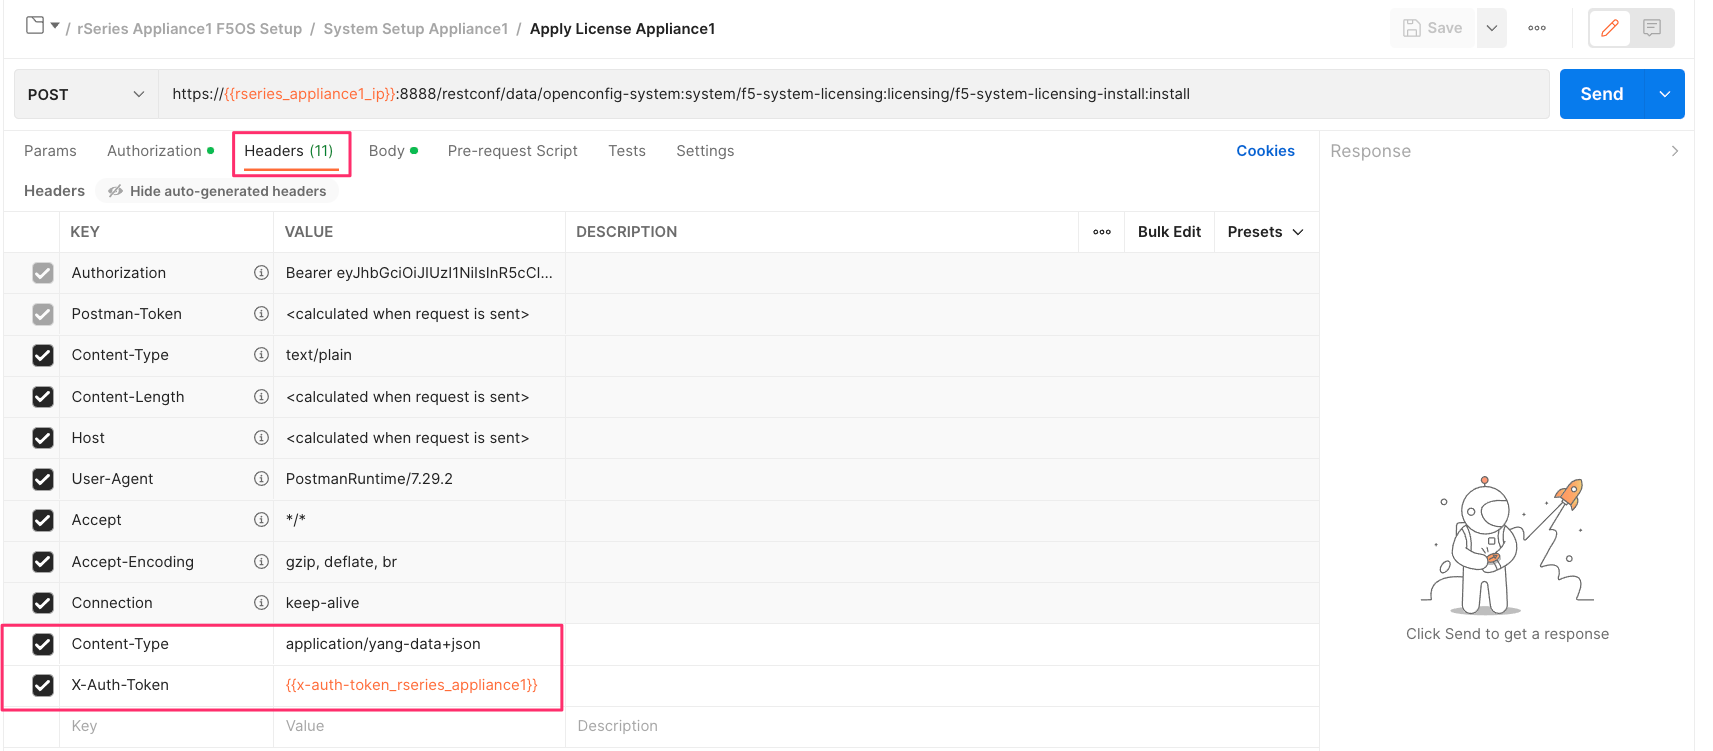 / rSeries Appliance1 F5OS Setup / System Setup Appliance1 / Apply License Appliance1
Save
POST
https://{{rseries_appliance1_ip}}:8888/restconf/data/openconfig-system:system/f5-system-licensing:licensing/f5-system-licensing-install:install
Send
Params Authorization Headers (11) Body Pre-request Script Tests Settings Cookies
Response
Headers Hide auto-generated headers
KEY VALUE DESCRIPTION Bulk Edit Presets
Authorization Bearer eyJhbGciOiJIUzI1NiIsInR5cCI...
Postman-Token <calculated when request is sent>
Content-Type text/plain
Content-Length <calculated when request is sent>
Host <calculated when request is sent>
User-Agent PostmanRuntime/7.29.2
Accept */*
Accept-Encoding gzip, deflate, br
Connection keep-alive
Content-Type application/yang-data+json
X-Auth-Token {{x-auth-token_rseries_appliance1}}
Key Value Description
Click Send to get a response